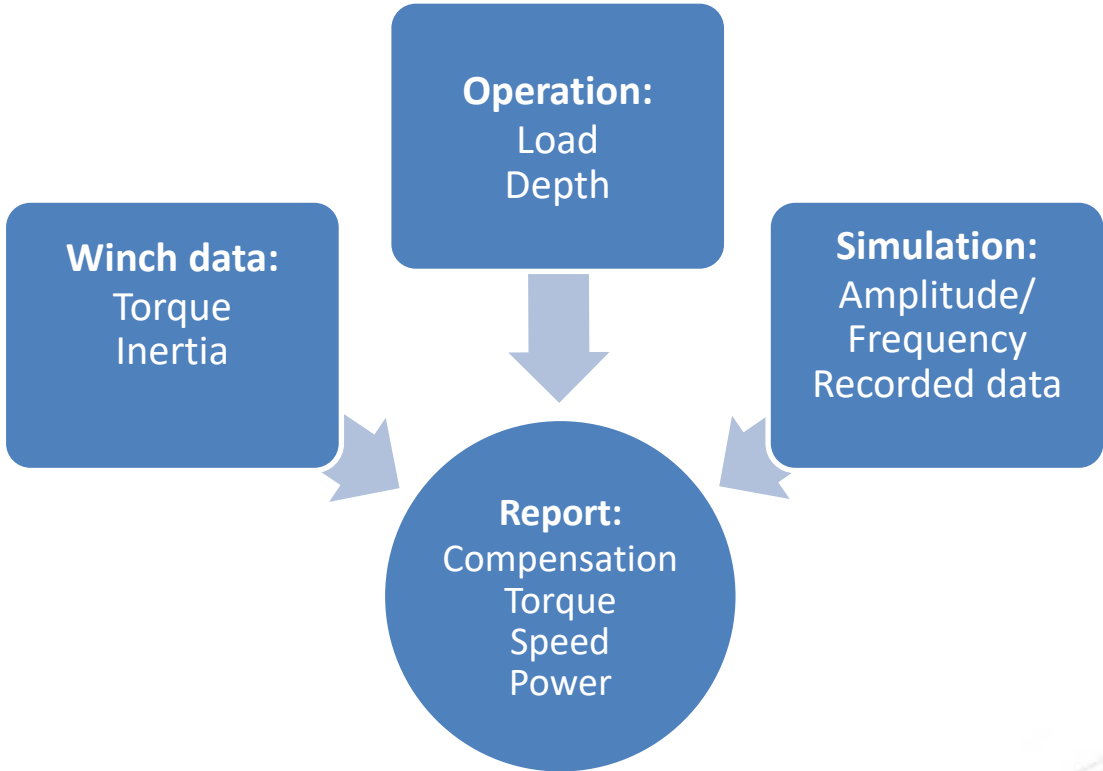 Operation:
Load
Depth
Winch data:
Torque
Inertia
Simulation:
Amplitude/
Frequency
Recorded data
Report:
Compensation
Torque
Speed
Power